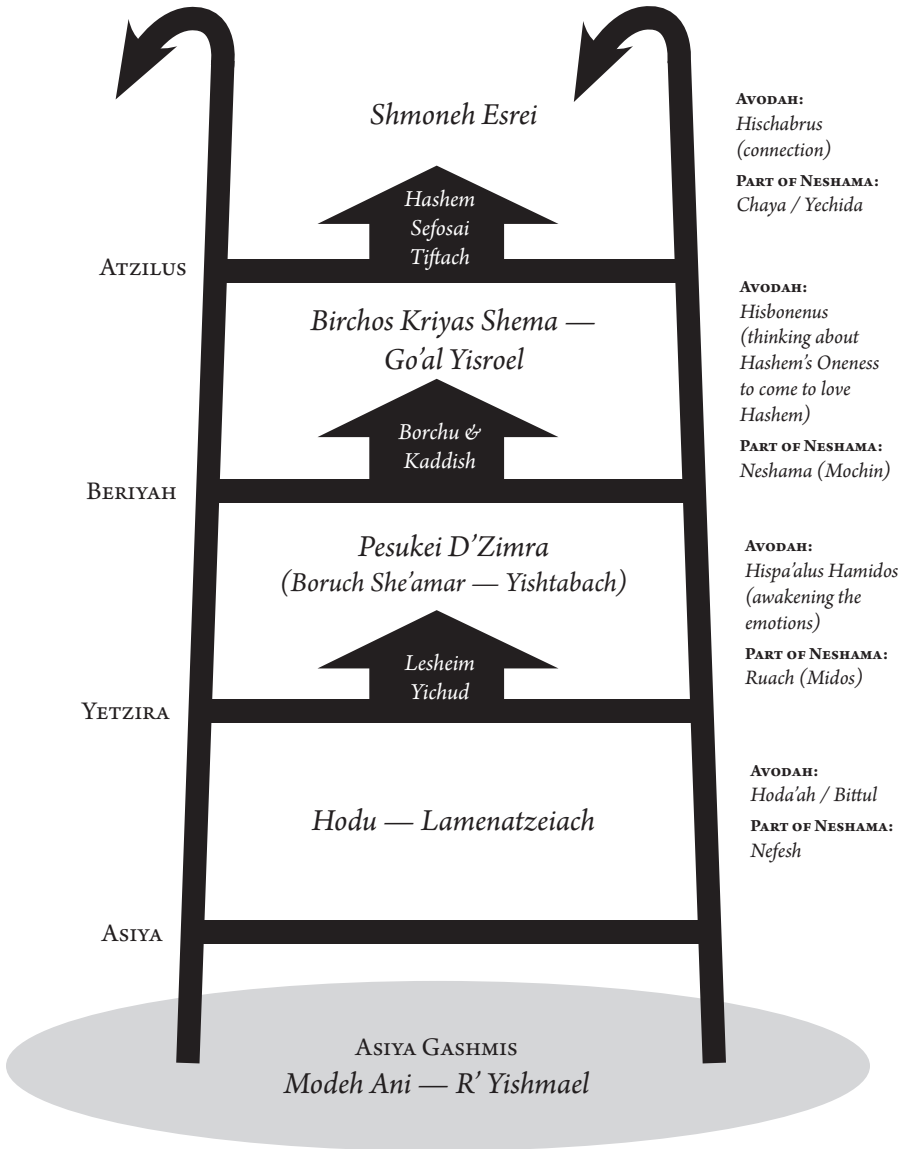 Shmoneh Esrei
Avodah:
Hischabrus
(connection)
Part of Neshama:
Chaya / Yechida
Hashem
Sefosai
Tiftach
Atzilus
Birchos Kriyas Shema —
Go’al Yisroel
Avodah:
Hisbonenus
(thinking about
Hashem’s Oneness
to come to love
Hashem)
Part of Neshama:
Neshama (Mochin)
Borchu &
Kaddish
Beriyah
Pesukei D’Zimra
(Boruch She’amar — Yishtabach)
Avodah:
Hispa’alus Hamidos
(awakening the
emotions)
Part of Neshama:
Ruach (Midos)
Lesheim
Yichud
Yetzira
Hodu — Lamenatzeiach
Avodah:
Hoda’ah / Bittul
Part of Neshama:
Nefesh
Asiya
Asiya Gashmis
Modeh Ani — R’ Yishmael